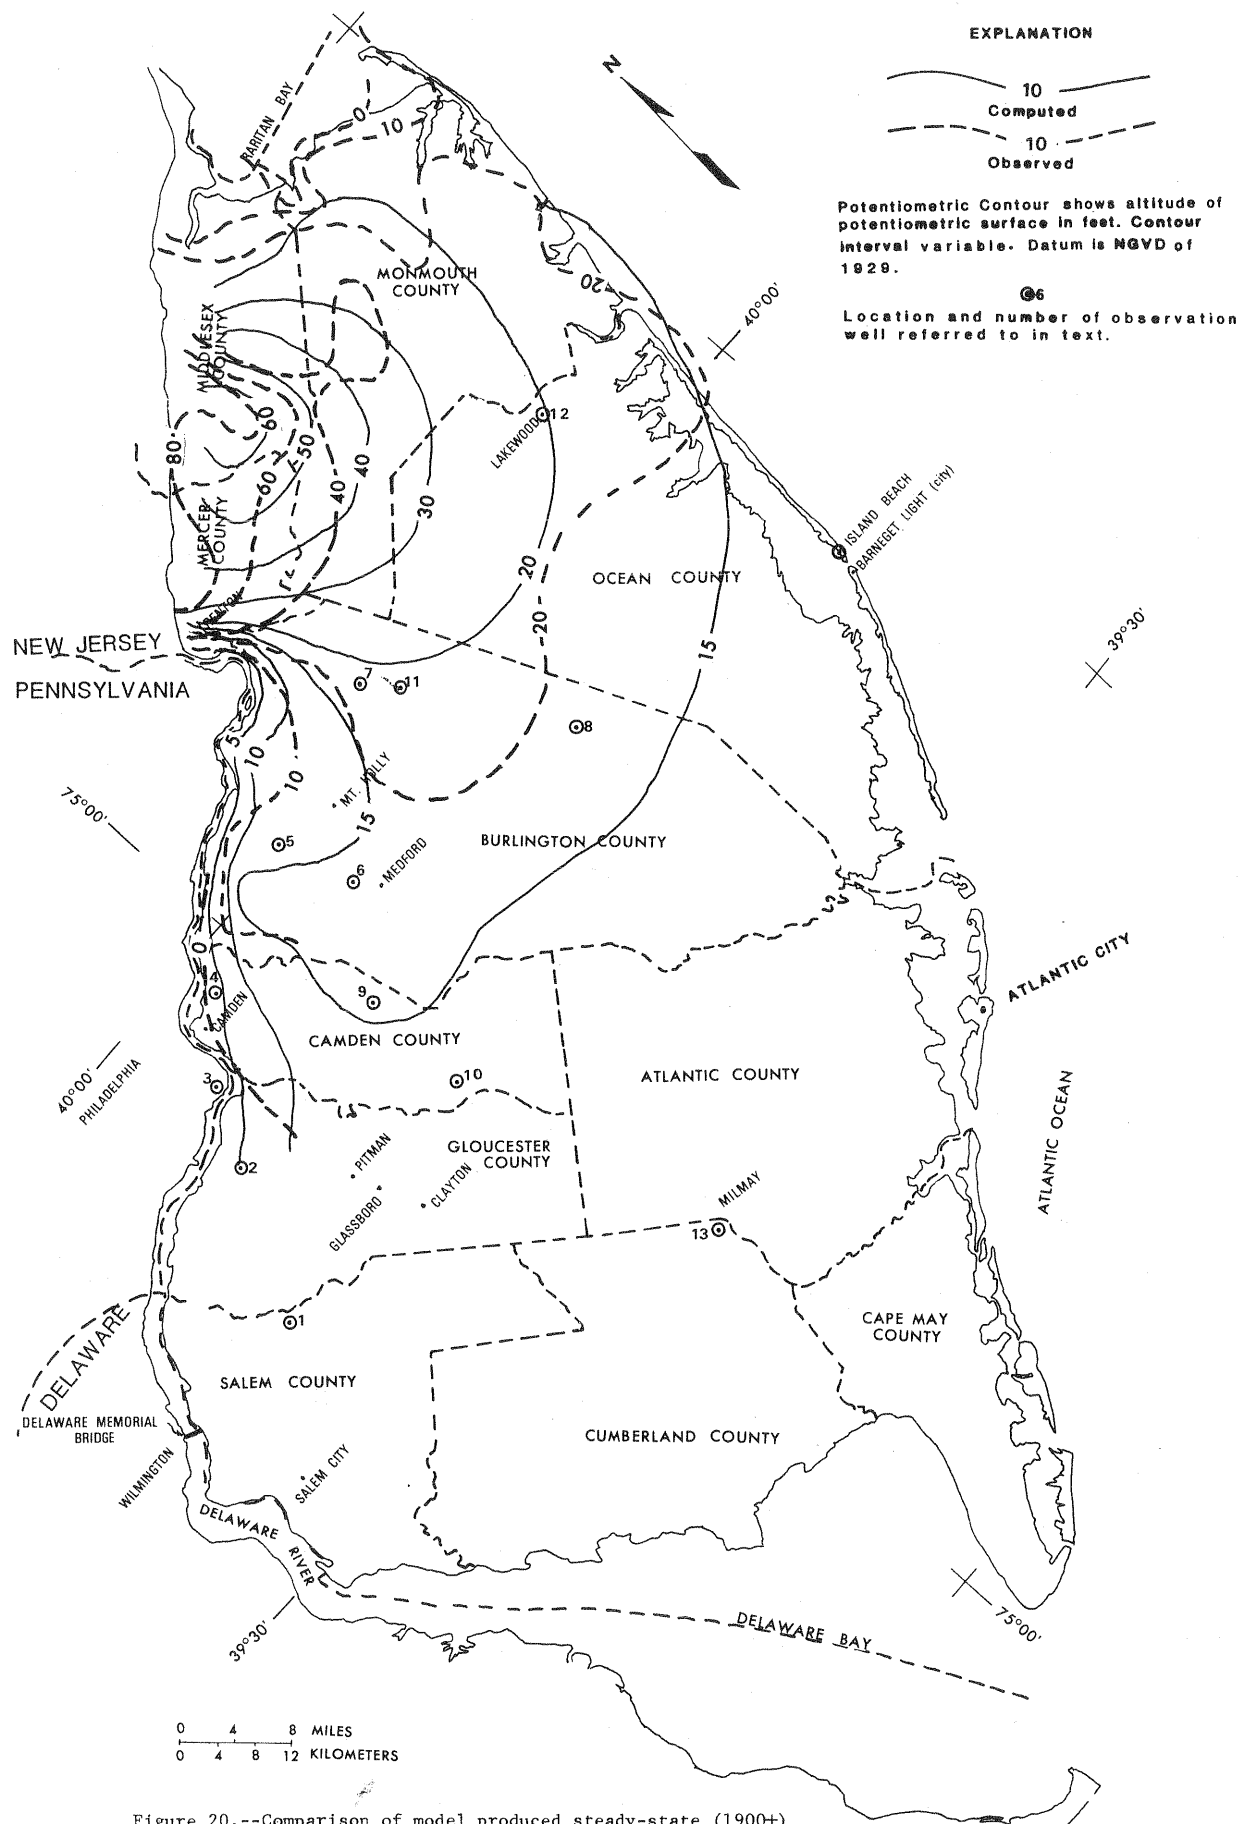 EXPLANATION
10
Computed
10
Observed
Potentiometric Contour shows altitude of
potentiometric surface in feet. Contour
interval variable. Datum is NGVD of
1929.
6
Location and number of observation
well referred to in text.
N
RARITAN BAY
0
10
MONMOUTH
COUNTY
20
40°00'
MIDDLESEX
COUNTY
60
80
50
60
40
40
30
12
LAKEWOOD
MERCER
COUNTY
ISLAND BEACH
BARNEGET LIGHT (city)
20
OCEAN COUNTY
TRENTON
20
15
39°30'
NEW JERSEY
PENNSYLVANIA
7
11
8
5
10
10
MT. HOLLY
15
75°00'
5
BURLINGTON COUNTY
6
MEDFORD
0
4
CAMDEN
9
ATLANTIC CITY
CAMDEN COUNTY
3
10
ATLANTIC COUNTY
40°00'
PHILADELPHIA
ATLANTIC OCEAN
2
PITMAN
GLOUCESTER
COUNTY
GLASSBORO
CLAYTON
MILMAY
13
DELAWARE
1
CAPE MAY
COUNTY
SALEM COUNTY
DELAWARE MEMORIAL
BRIDGE
CUMBERLAND COUNTY
WILMINGTON
SALEM CITY
DELAWARE
RIVER
75°00'
DELAWARE BAY
39°30'
0 4 8 MILES
0 4 8 12 KILOMETERS
Figure 20.--Comparison of model produced steady-state (1900+)